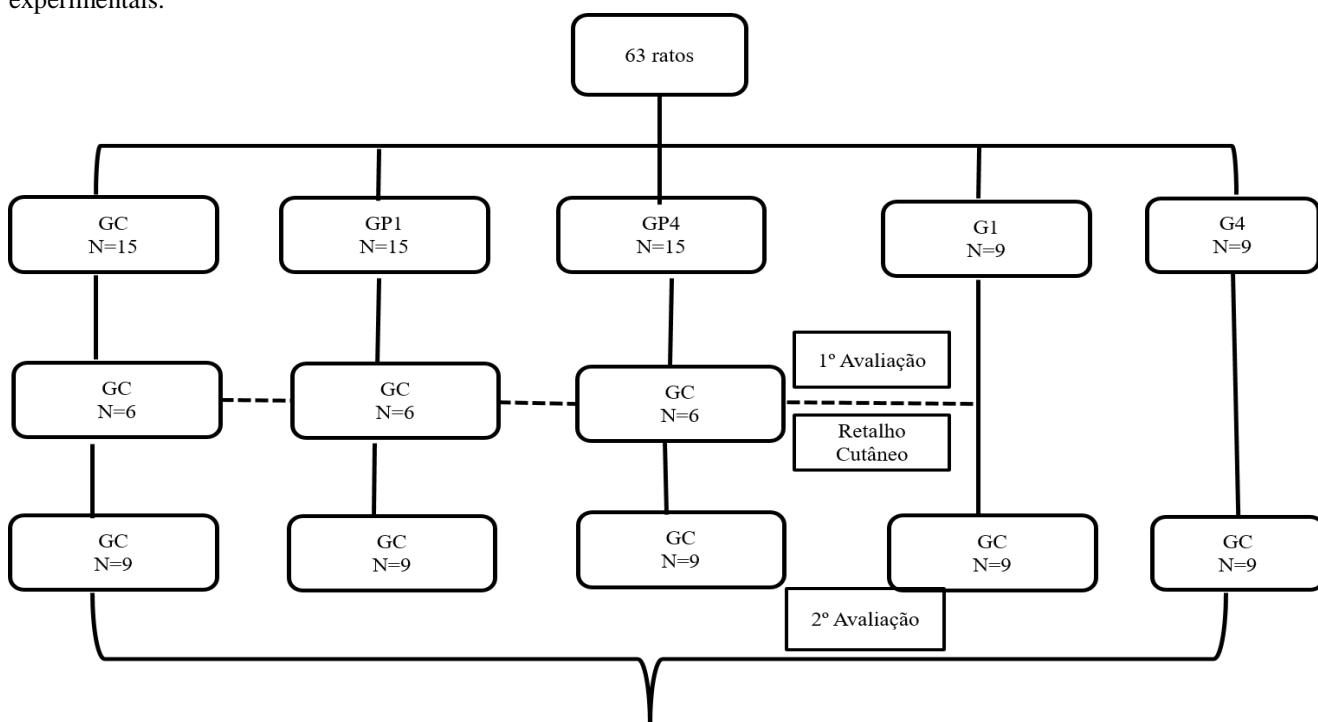 experimentais.
63 ratos
GC
N=15
GP1
N=15
GP4
N=15
G1
N=9
G4
N=9
1º Avaliação
GC
N=6
GC
N=6
GC
N=6
Retalho
Cutâneo
GC
N=9
GC
N=9
GC
N=9
GC
N=9
GC
N=9
2º Avaliação